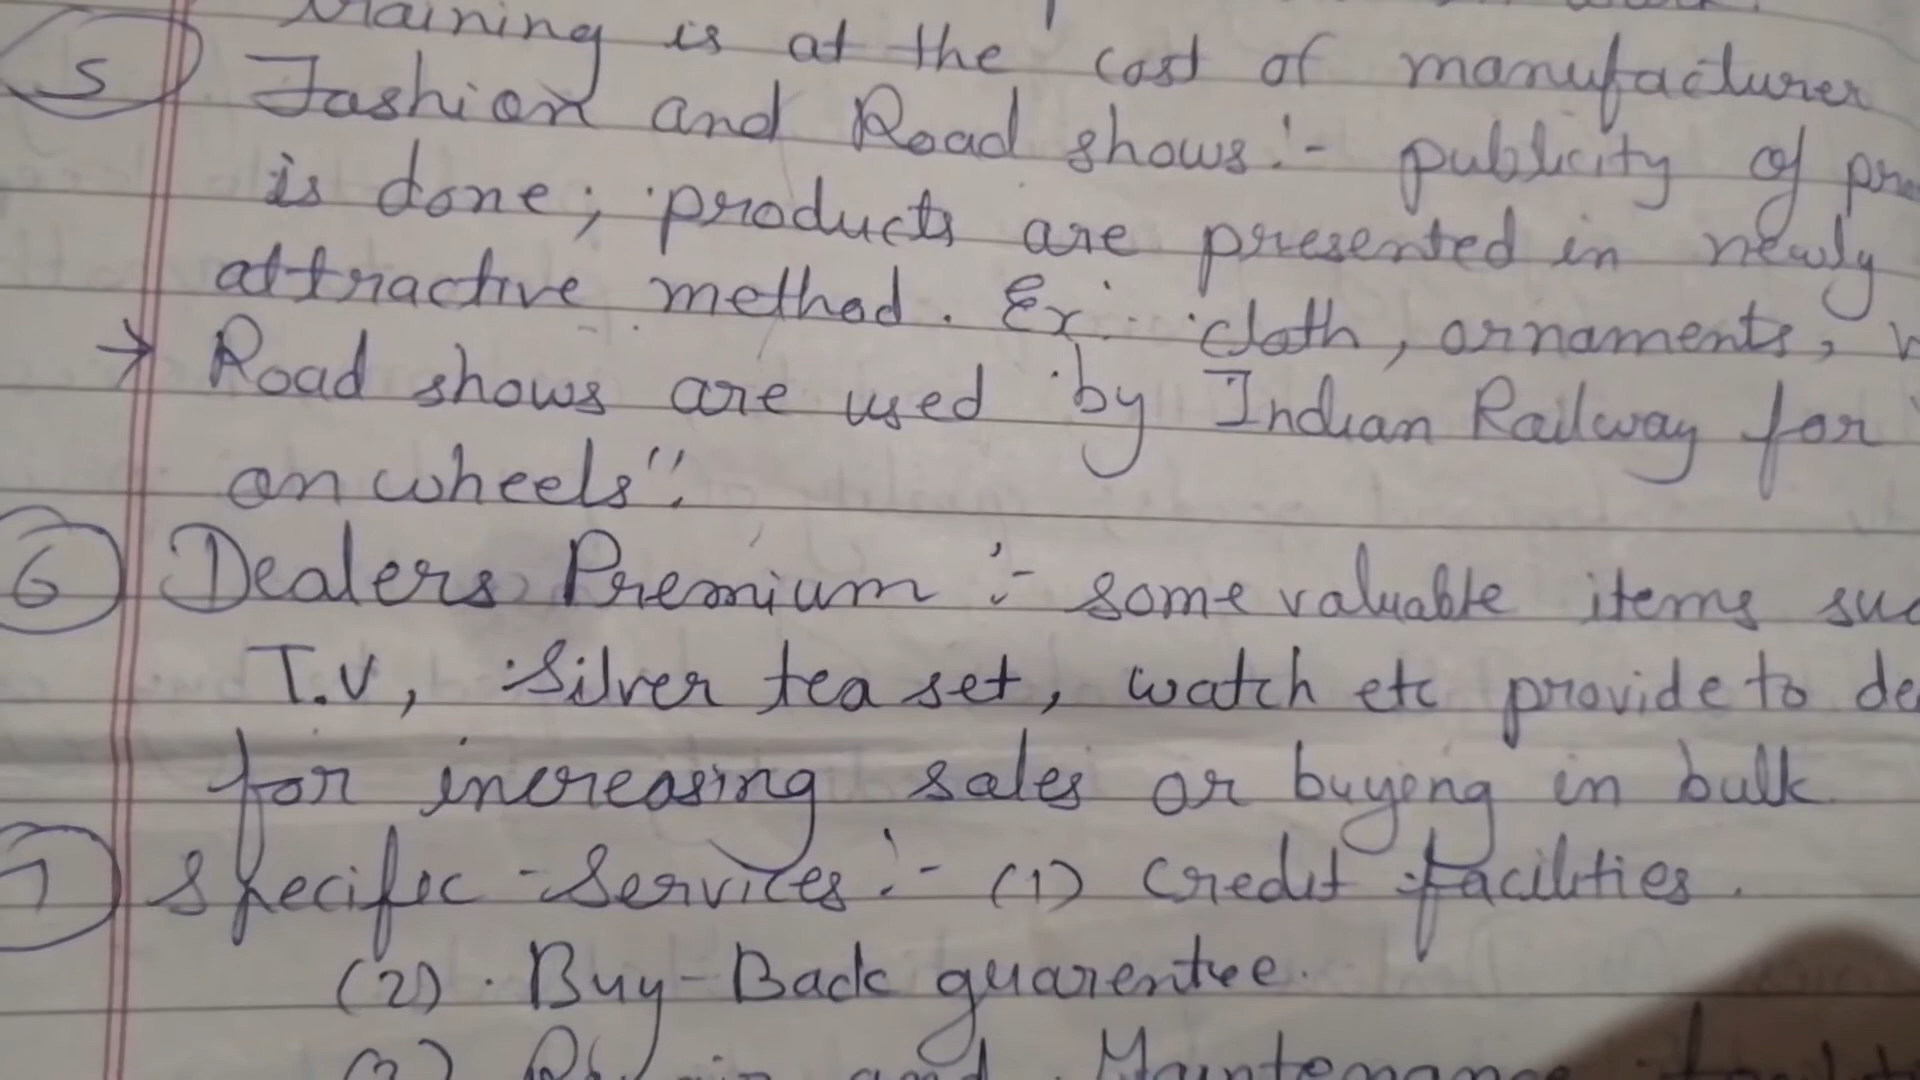 training is at the cost of manufacturer
5 Fashion and Road shows:- publicity of
is done; products are presented in newly
attractive method. Ex: cloth, ornaments,
→ Road shows are used by Indian Railway for
on wheels".
6 Dealers Premium :- some valuable items
T.V, Silver tea set, watch etc provide to
for increasing sales or buying in bulk
7 Specific-Services:- (1) Credit facilities.
(2). Buy-Back guarentee.
and Maintenance